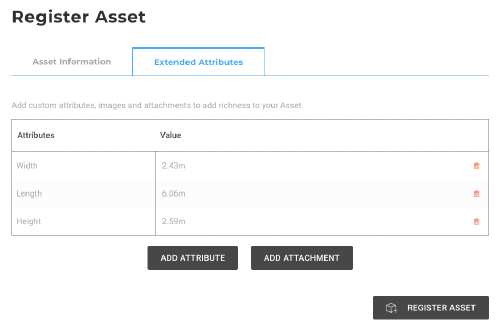 Register Asset
Asset Information
Extended Attributes
Add custom attributes, images and attachments to add richness to your Asset
Attributes Value
Width 2.43m
Length 6.06m
Height 2.59m
ADD ATTRIBUTE ADD ATTACHMENT
REGISTER ASSET